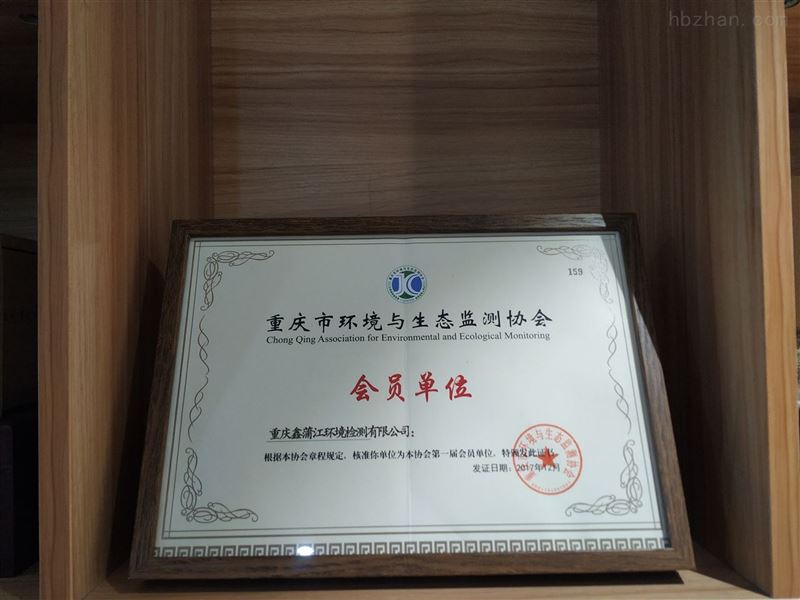 hbzhan.com
159
重庆市环境与生态监测协会
Chong Qing Association for Environmental and Ecological Monitoring
会员单位
重庆鑫蒲江环境检测有限公司：
根据本协会章程规定，核准你单位为本协会第一届会员单位，特颁发此证书。
发证日期：2017年12月